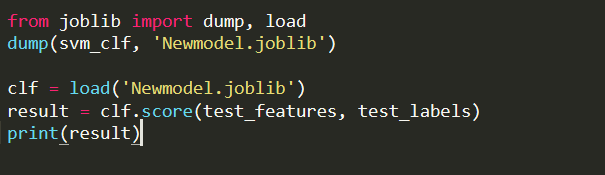 from joblib import dump, load
dump(svm_clf, 'Newmodel.joblib')
clf = load('Newmodel.joblib')
result = clf.score(test_features, test_labels)
print(result)